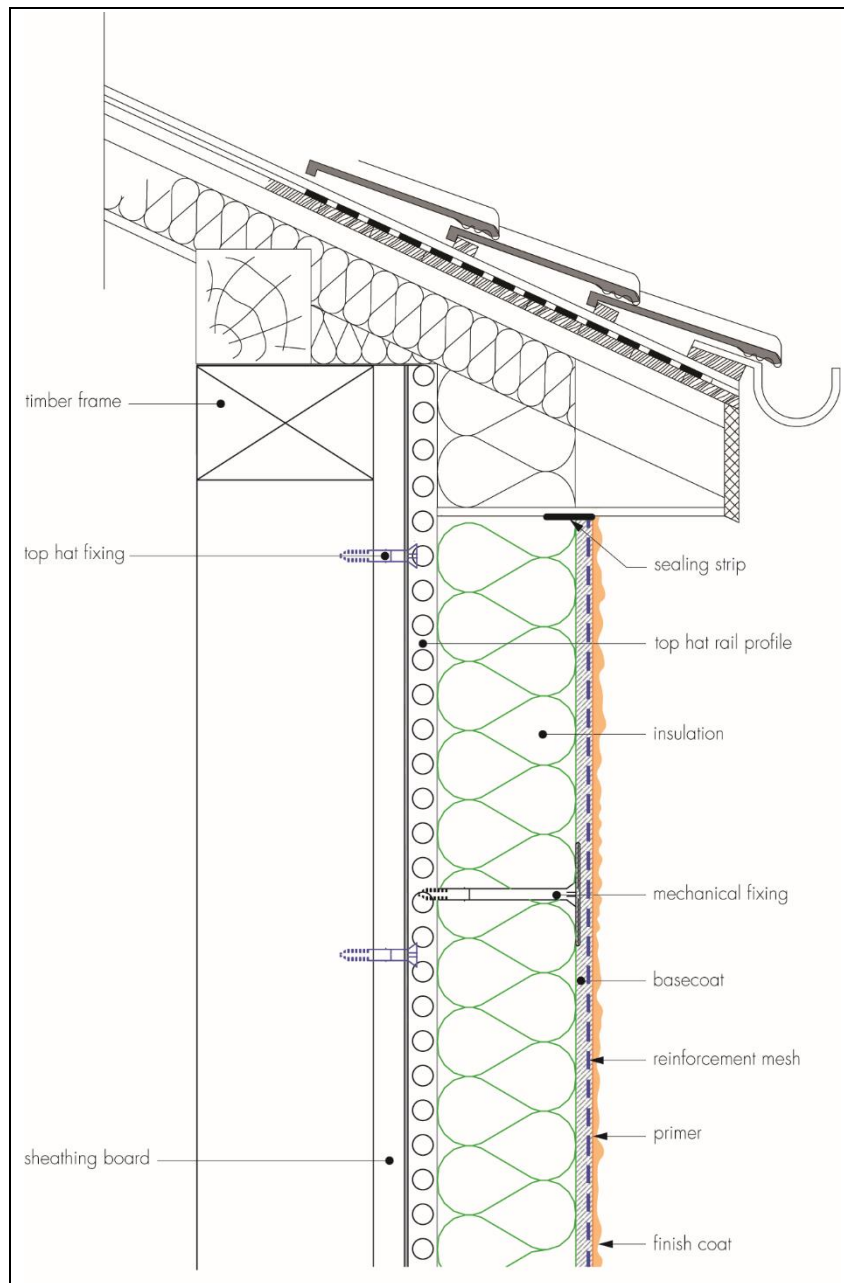 timber frame
top hat fixing
sealing strip
top hat rail profile
insulation
mechanical fixing
basecoat
reinforcement mesh
primer
sheathing board
finish coat